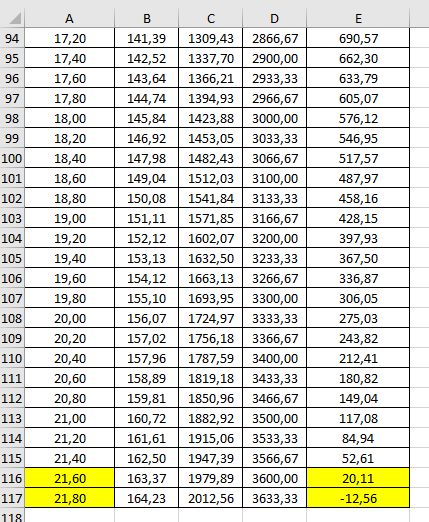 A B C D E
94 17,20 141,39 1309,43 2866,67 690,57
95 17,40 142,52 1337,70 2900,00 662,30
96 17,60 143,64 1366,21 2933,33 633,79
97 17,80 144,74 1394,93 2966,67 605,07
98 18,00 145,84 1423,88 3000,00 576,12
99 18,20 146,92 1453,05 3033,33 546,95
100 18,40 147,98 1482,43 3066,67 517,57
101 18,60 149,04 1512,03 3100,00 487,97
102 18,80 150,08 1541,84 3133,33 458,16
103 19,00 151,11 1571,85 3166,67 428,15
104 19,20 152,12 1602,07 3200,00 397,93
105 19,40 153,13 1632,50 3233,33 367,50
106 19,60 154,12 1663,13 3266,67 336,87
107 19,80 155,10 1693,95 3300,00 306,05
108 20,00 156,07 1724,97 3333,33 275,03
109 20,20 157,02 1756,18 3366,67 243,82
110 20,40 157,96 1787,59 3400,00 212,41
111 20,60 158,89 1819,18 3433,33 180,82
112 20,80 159,81 1850,96 3466,67 149,04
113 21,00 160,72 1882,92 3500,00 117,08
114 21,20 161,61 1915,06 3533,33 84,94
115 21,40 162,50 1947,39 3566,67 52,61
116 21,60 163,37 1979,89 3600,00 20,11
117 21,80 164,23 2012,56 3633,33 -12,56
118